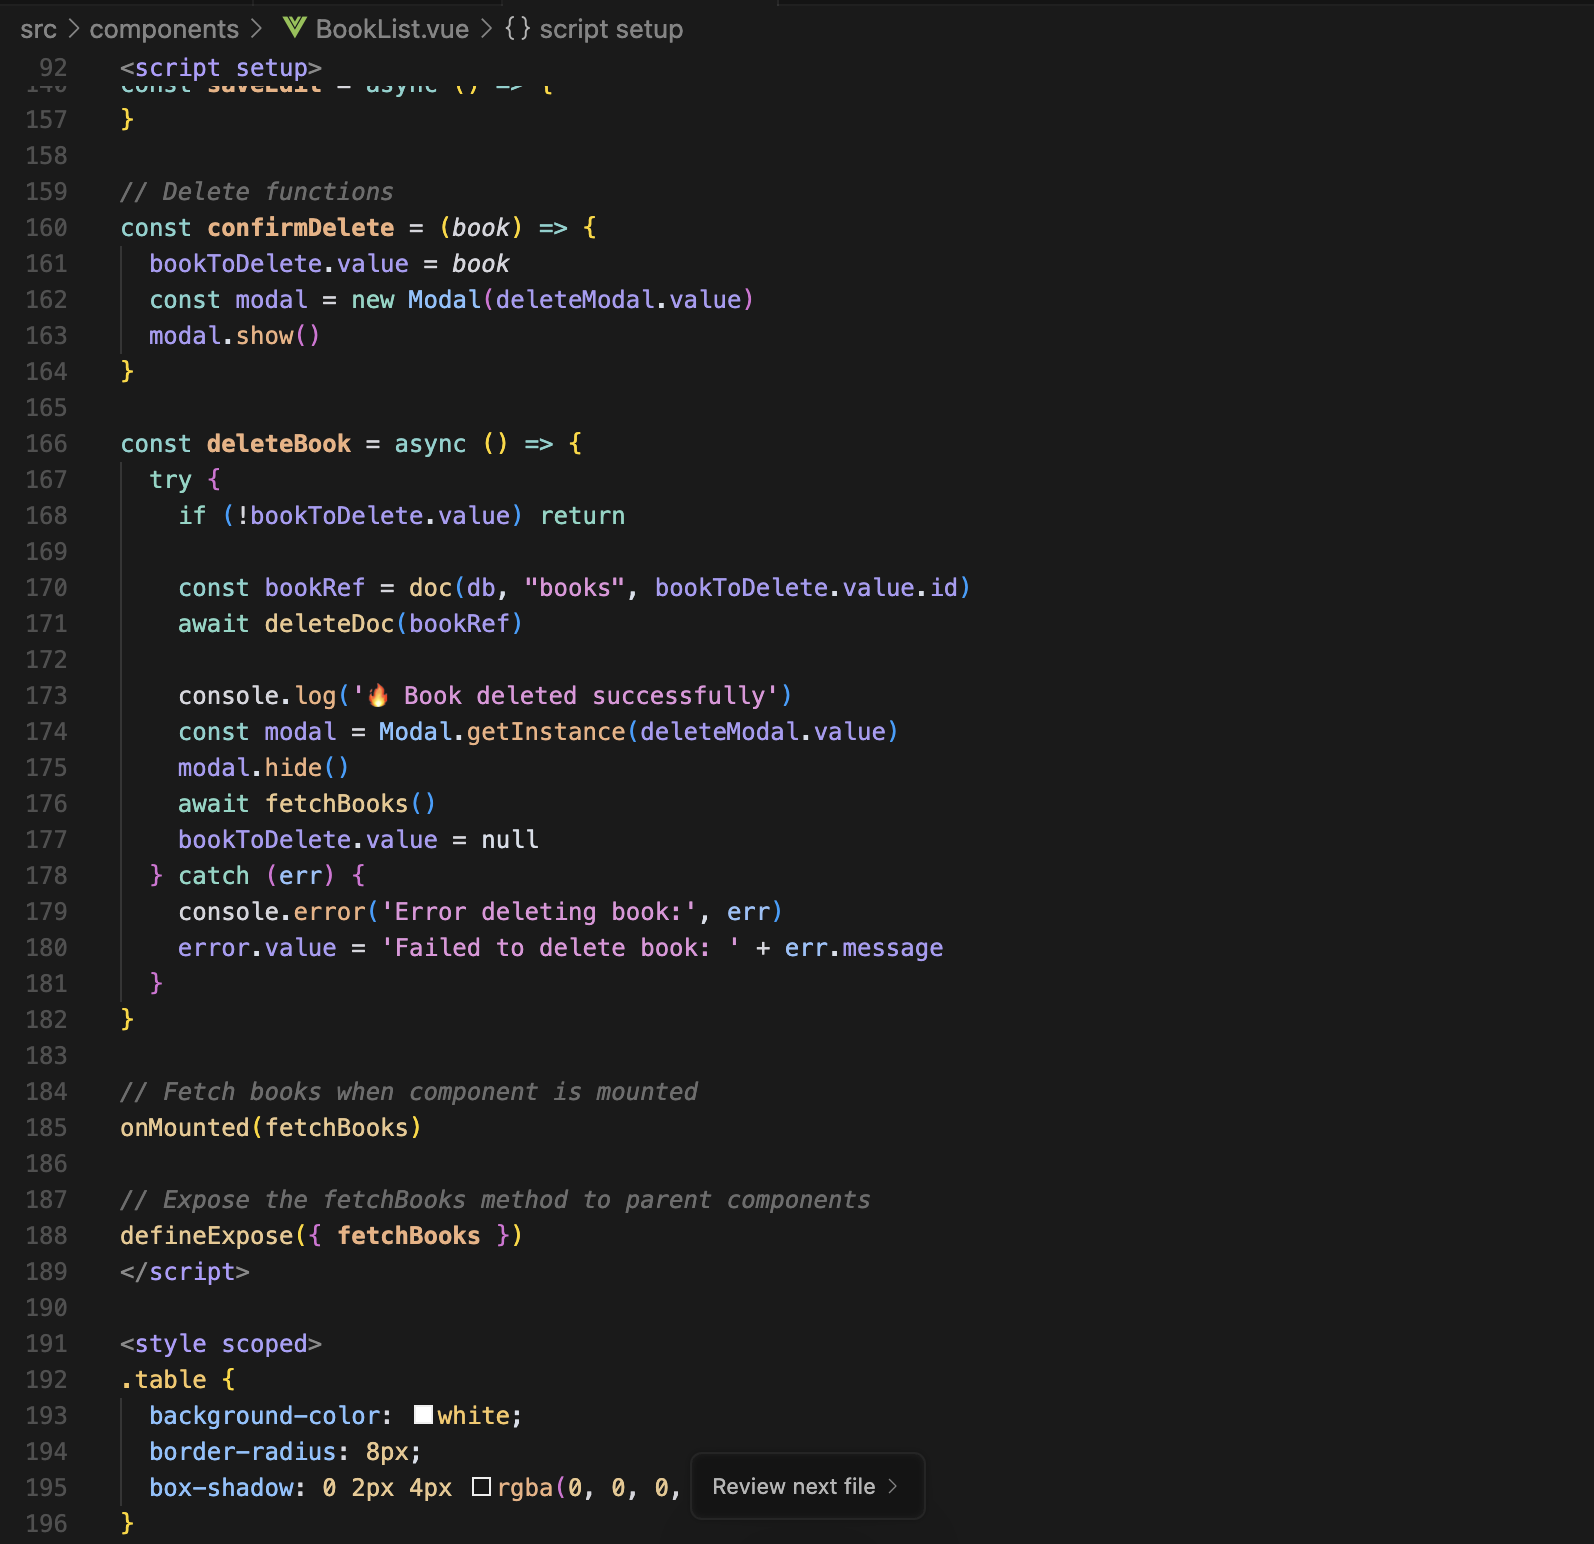 src > components > BookList.vue > {} script setup
92 <script setup>
const saveEdit = async () => {
157 }
158
159 // Delete functions
160 const confirmDelete = (book) => {
161   bookToDelete.value = book
162   const modal = new Modal(deleteModal.value)
163   modal.show()
164 }
165
166 const deleteBook = async () => {
167   try {
168     if (!bookToDelete.value) return
169
170     const bookRef = doc(db, "books", bookToDelete.value.id)
171     await deleteDoc(bookRef)
172
173     console.log('🔥 Book deleted successfully')
174     const modal = Modal.getInstance(deleteModal.value)
175     modal.hide()
176     await fetchBooks()
177     bookToDelete.value = null
178   } catch (err) {
179     console.error('Error deleting book:', err)
180     error.value = 'Failed to delete book: ' + err.message
181   }
182 }
183
184 // Fetch books when component is mounted
185 onMounted(fetchBooks)
186
187 // Expose the fetchBooks method to parent components
188 defineExpose({ fetchBooks })
189 </script>
190
191 <style scoped>
192 .table {
193   background-color: white;
194   border-radius: 8px;
195   box-shadow: 0 2px 4px rgba(0, 0, 0,
Review next file >
196 }